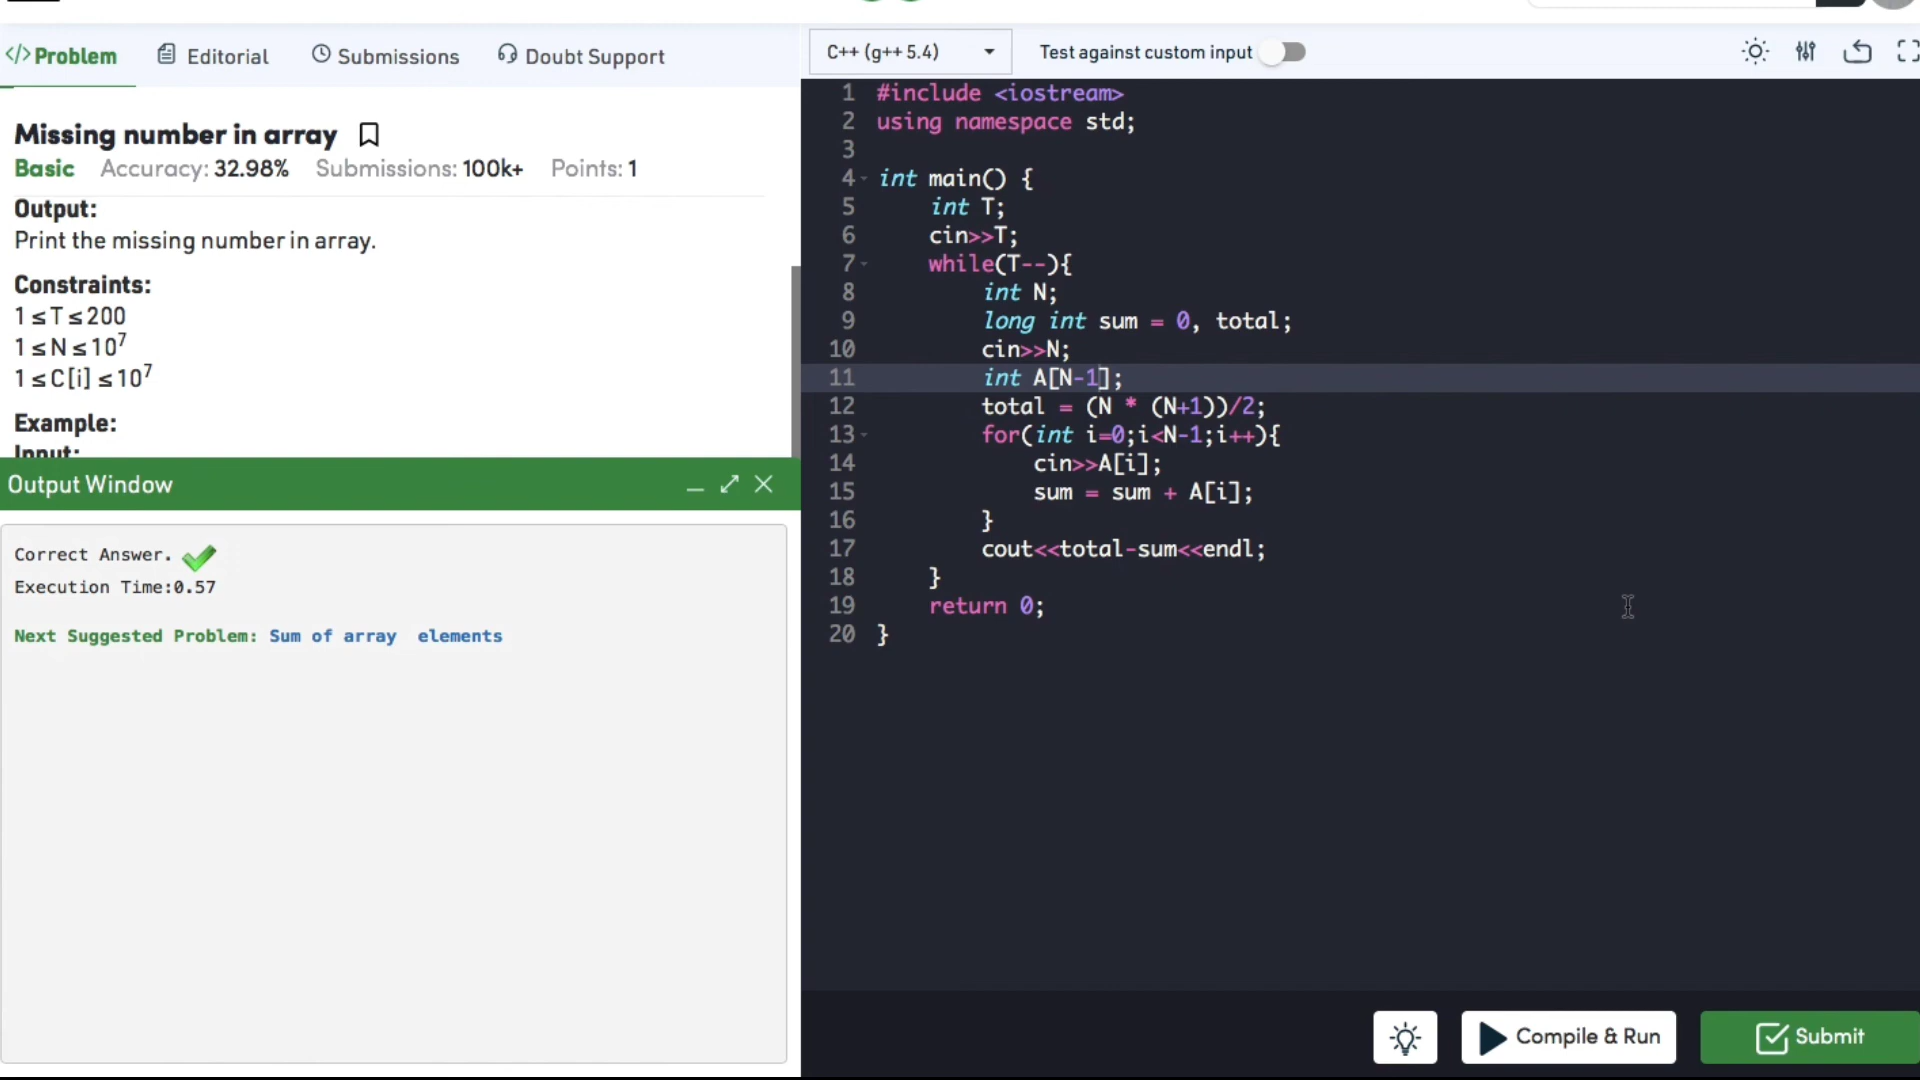 Problem Editorial Submissions Doubt Support
Missing number in array
Basic Accuracy: 32.98% Submissions: 100k+ Points: 1
Output:
Print the missing number in array.
Constraints:
1 ≤ T ≤ 200
1 ≤ N ≤ 10⁷
1 ≤ C[i] ≤ 10⁷
Example:
Input:
Output Window
Correct Answer.
Execution Time:0.57
Next Suggested Problem: Sum of array elements
C++ (g++ 5.4) Test against custom input
1 #include <iostream>
2 using namespace std;
3
4 int main() {
5     int T;
6     cin>>T;
7     while(T--){
8         int N;
9         long int sum = 0, total;
10         cin>>N;
11         int A[N-1];
12         total = (N * (N+1))/2;
13         for(int i=0;i<N-1;i++){
14             cin>>A[i];
15             sum = sum + A[i];
16         }
17         cout<<total-sum<<endl;
18     }
19     return 0;
20 }
Compile & Run Submit